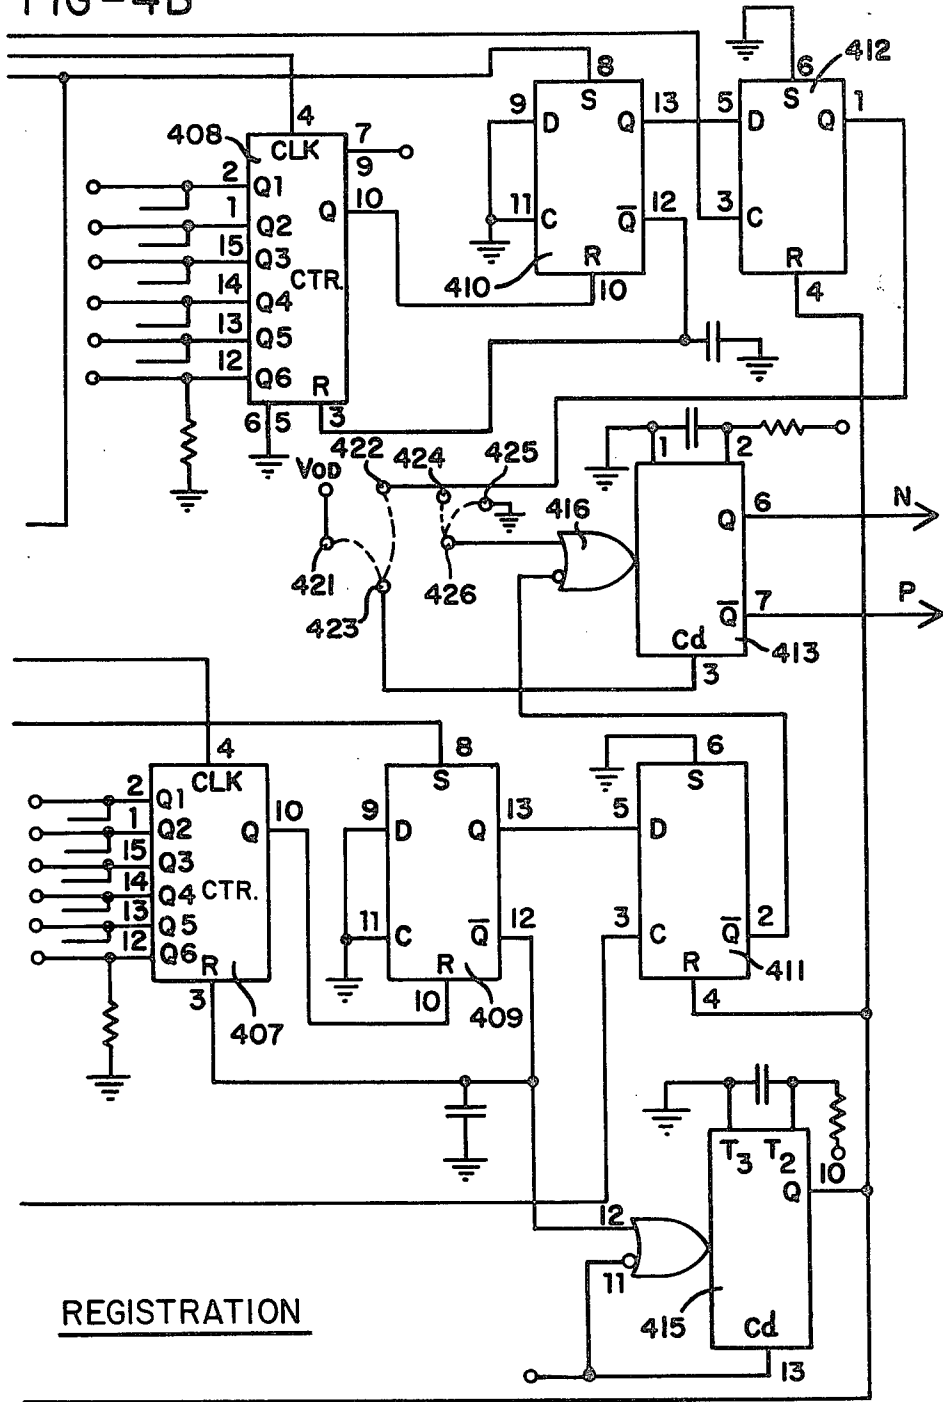 FIG-4B
8
6
412
9
D
S
Q
13
5
D
S
Q
1
4
408
CLK
7
9
2
Q1
Q
10
1
Q2
15
Q3
CTR.
14
Q4
13
Q5
12
Q6
R
6
5
3
11
C
Q̅
12
3
C
410
R
10
R
4
422
424
425
VOD
421
423
426
416
1
2
Q
6
N
Q̅
7
P
Cd
413
3
4
2
Q1
CLK
1
Q2
Q
10
15
Q3
14
Q4
CTR.
13
Q5
12
Q6
R
3
407
8
S
9
D
Q
13
11
C
Q̅
12
R
10
409
6
S
5
D
3
C
Q̅
2
R
411
4
T3
T2
10
Q
12
11
415
Cd
13
REGISTRATION